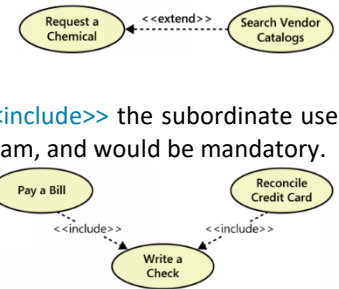 Request a
Chemical
<<extend>>
Search Vendor
Catalogs
<include>> the subordinate use
am, and would be mandatory.
Pay a Bill
Reconcile
Credit Card
<<include>>
<<include>>
Write a
Check